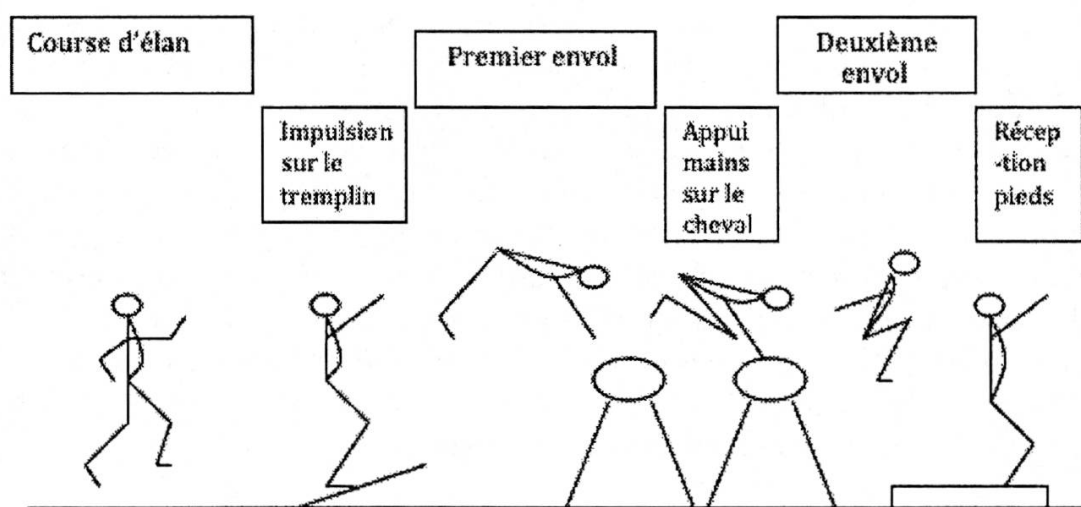 Course d'élan
Impulsion
sur le
tremplin
Premier envol
Appui
mains
sur le
cheval
Deuxième
envol
Récep
-tion
pieds